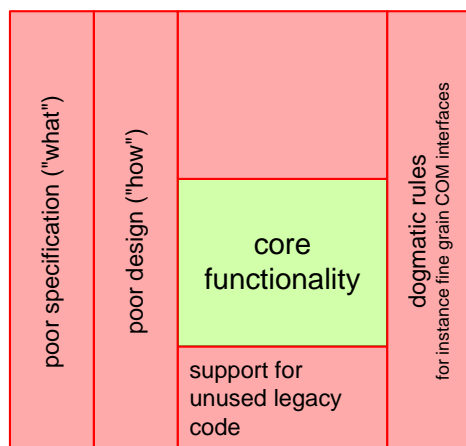 poor specification ("what")
poor design ("how")
core
functionality
support for
unused legacy
code
dogmatic rules
for instance fine grain COM interfaces